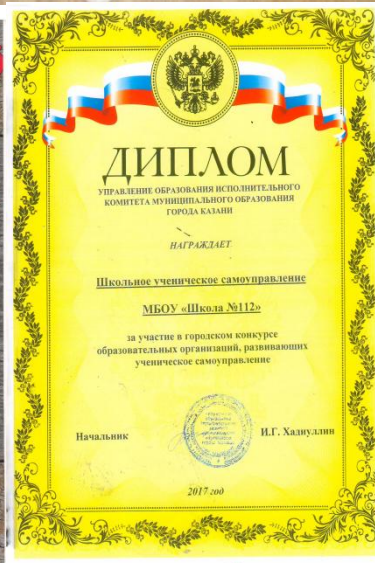 ДИПЛОМ
УПРАВЛЕНИЕ ОБРАЗОВАНИЯ ИСПОЛНИТЕЛЬНОГО
КОМИТЕТА МУНИЦИПАЛЬНОГО ОБРАЗОВАНИЯ
ГОРОДА КАЗАНИ
НАГРАЖДАЕТ
Школьное ученическое самоуправление
МБОУ «Школа №112»
за участие в городском конкурсе
образовательных организаций, развивающих
ученическое самоуправление
Начальник И.Г. Хадиуллин
2017 год